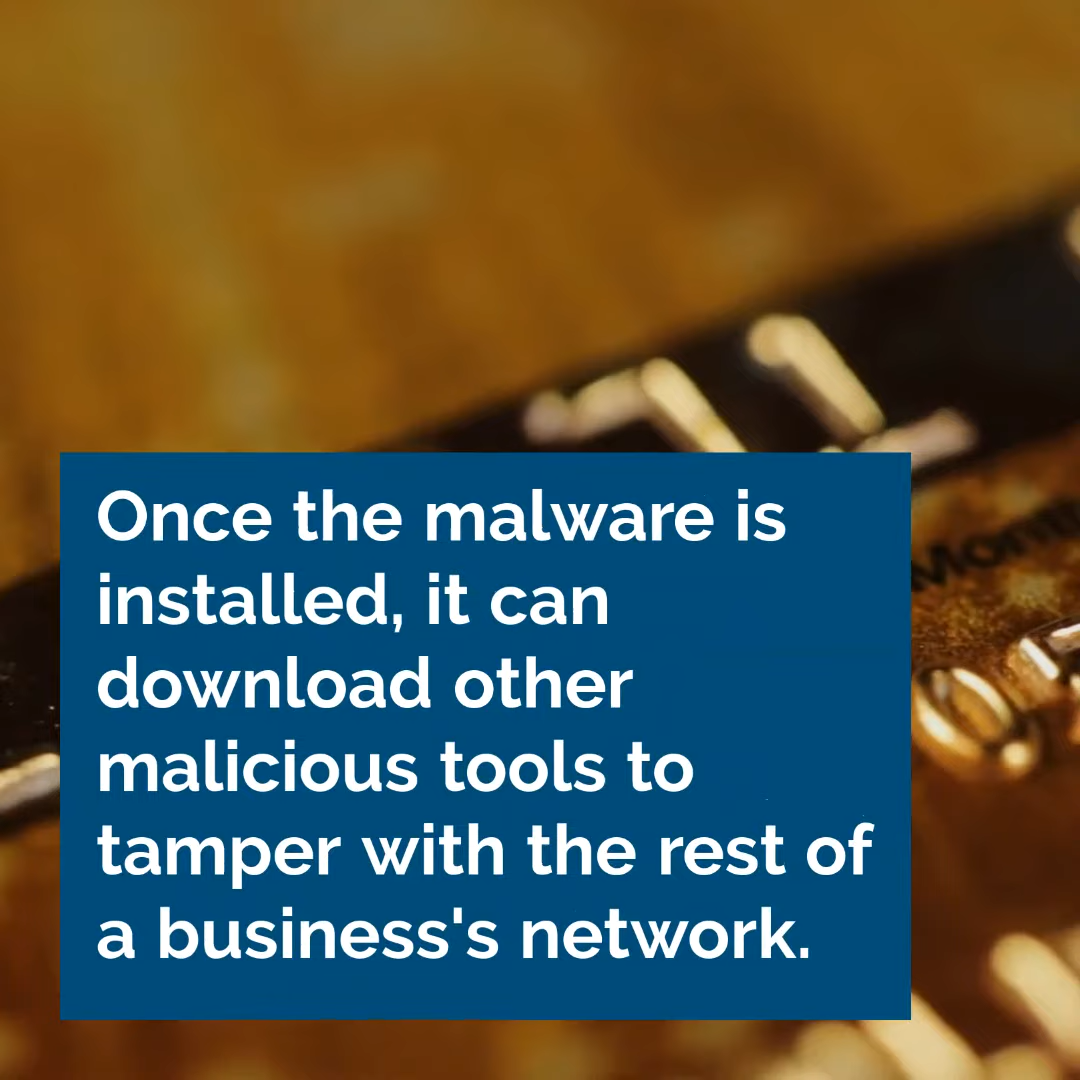 Once the malware is
installed, it can
download other
malicious tools to
tamper with the rest of
a business's network.